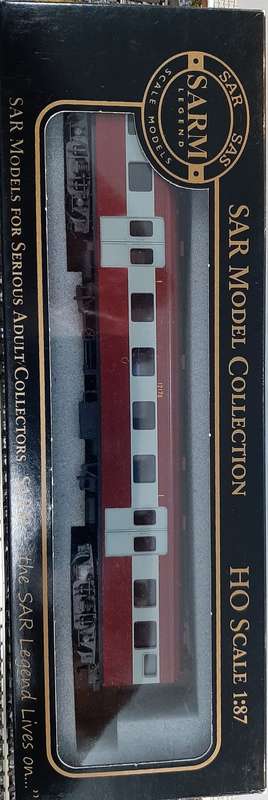 SAR SAS
SARM
LEGEND
SCALE MODELS
SAR MODEL COLLECTION
HO SCALE 1:87
SAR MODELS FOR SERIOUS ADULT COLLECTORS
the SAR Legend Lives on..."